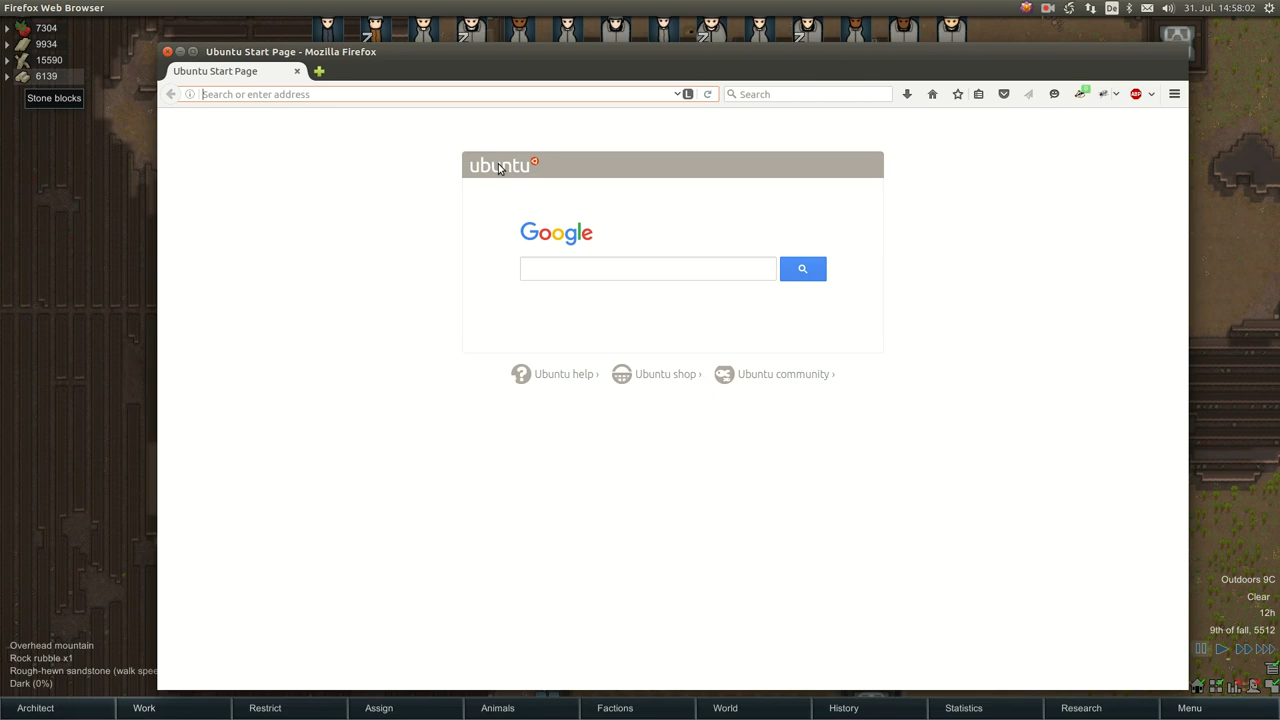 Firefox Web Browser
De
31. Jul. 14:58:02
7304
9934
15590
6139
Stone blocks
Ubuntu Start Page - Mozilla Firefox
Ubuntu Start Page
Search or enter address
L
Search
ABP
ubuntu
Google
Ubuntu help ›
Ubuntu shop ›
Ubuntu community ›
Outdoors 9C
Clear
12h
9th of fall, 5512
Overhead mountain
Rock rubble x1
Rough-hewn sandstone (walk spee
Dark (0%)
Architect
Work
Restrict
Assign
Animals
Factions
World
History
Statistics
Research
Menu